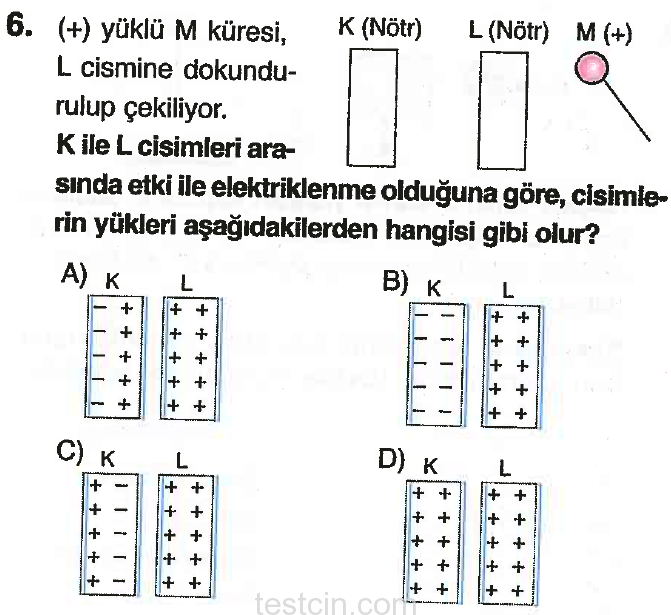 6. (+) yüklü M küresi,
L cismine dokundu-
rulup çekiliyor.
K ile L cisimleri ara-
sında etki ile elektriklenme olduğuna göre, cisimle-
rin yükleri aşağıdakilerden hangisi gibi olur?
K (Nötr) L (Nötr) M (+)
A) K L
- + + +
- + + +
- + + +
- + + +
- + + +
B) K L
- - + +
- - + +
- - + +
- - + +
- - + +
C) K L
+ - + +
+ - + +
+ - + +
+ - + +
+ - + +
D) K L
+ + + +
+ + + +
+ + + +
+ + + +
+ + + +
testcin.com